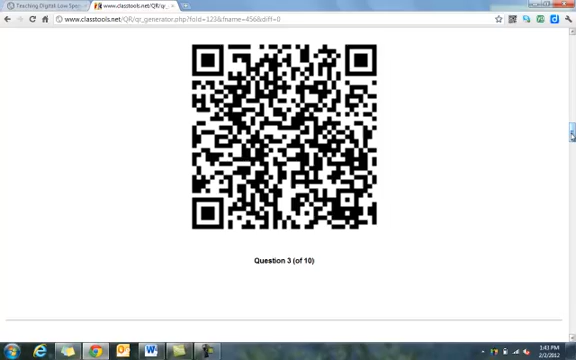 Teaching Digital: Low Spe
www.classtools.net/QR/q
www.classtools.net/QR/qr_generator.php?fold=123&fname=456&diff=0
Question 3 (of 10)
1:43 PM
2/2/2012